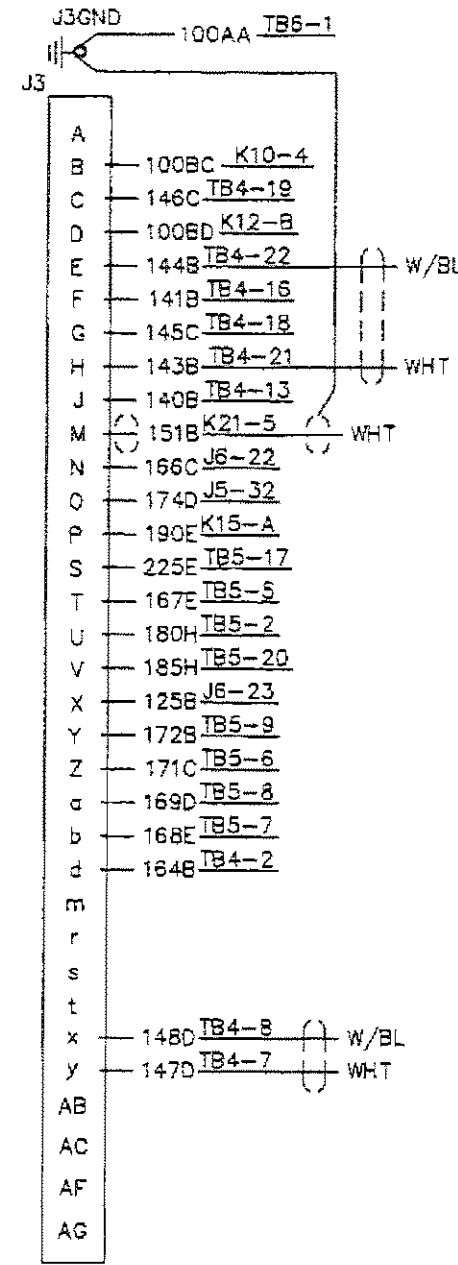 J3GND
100AA TB6-1
J3
A
B 100BC K10-4
C 146C TB4-19
D 100BD K12-B
E 144B TB4-22 W/BL
F 141B TB4-16
G 145C TB4-18
H 143B TB4-21 WHT
J 140B TB4-13
M 151B K21-5 WHT
N 166C J6-22
O 174D J5-32
P 190E K15-A
S 225E TB5-17
T 167E TB5-5
U 180H TB5-2
V 185H TB5-20
X 125B J6-23
Y 172B TB5-9
Z 171C TB5-6
a 169D TB5-8
b 168E TB5-7
d 164B TB4-2
m
r
s
t
x 148D TB4-8 W/BL
y 147D TB4-7 WHT
AB
AC
AF
AG